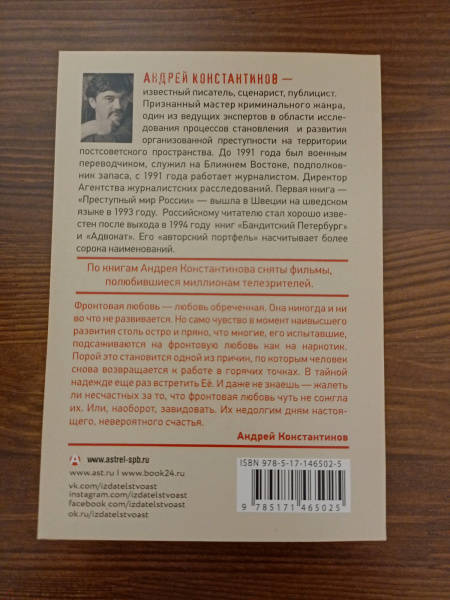 АНДРЕЙ КОНСТАНТИНОВ —
известный писатель, сценарист, публицист.
Признанный мастер криминального жанра,
один из ведущих экспертов в области иссле-
дования процессов становления и развития
организованной преступности на территории
постсоветского пространства. До 1991 года был военным
переводчиком, служил на Ближнем Востоке, подполков-
ник запаса, с 1991 года работает журналистом. Директор
Агентства журналистских расследований. Первая книга —
«Преступный мир России» — вышла в Швеции на шведском
языке в 1993 году. Российскому читателю стал хорошо извес-
тен после выхода в 1994 году книг «Бандитский Петербург»
и «Адвокат». Его «авторский портфель» насчитывает более
сорока наименований.
По книгам Андрея Константинова сняты фильмы,
полюбившиеся миллионам телезрителей.
Фронтовая любовь — любовь обреченная. Она никогда и ни
во что не развивается. Но само чувство в момент наивысшего
развития столь остро и пряно, что многие, его испытавшие,
подсаживаются на фронтовую любовь как на наркотик.
Порой это становится одной из причин, по которым человек
снова возвращается к работе в горячих точках. В тайной
надежде еще раз встретить Её. И даже не знаешь — жалеть
ли несчастных за то, что фронтовая любовь чуть не сожгла
их. Или, наоборот, завидовать. Их недолгим дням настоя-
щего, невероятного счастья.
Андрей Константинов
www.astrel-spb.ru
www.ast.ru | www.book24.ru
vk.com/izdatelstvoast
instagram.com/izdatelstvoast
facebook.com/izdatelstvoast
ok.ru/izdatelstvoast
ISBN 978-5-17-146502-5
9 785171 465025